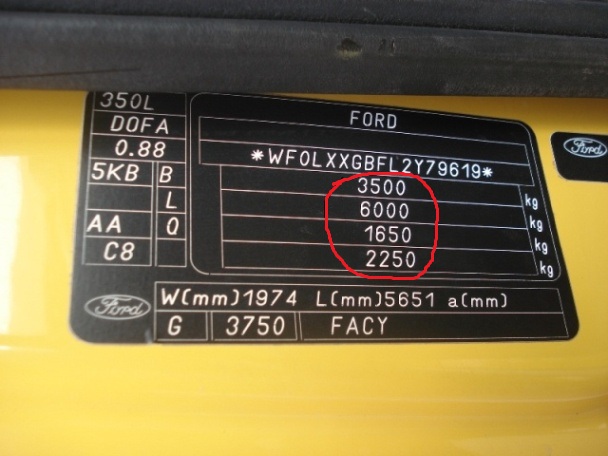 350L
DOFA
0.88
5KB B
L
AA Q
C8
FORD
*WF0LXXGBFL2Y79619*
3500 kg
6000 kg
1650 kg
2250 kg
Ford
W(mm)1974 L(mm)5651 a(mm)
G 3750 FACY
Ford